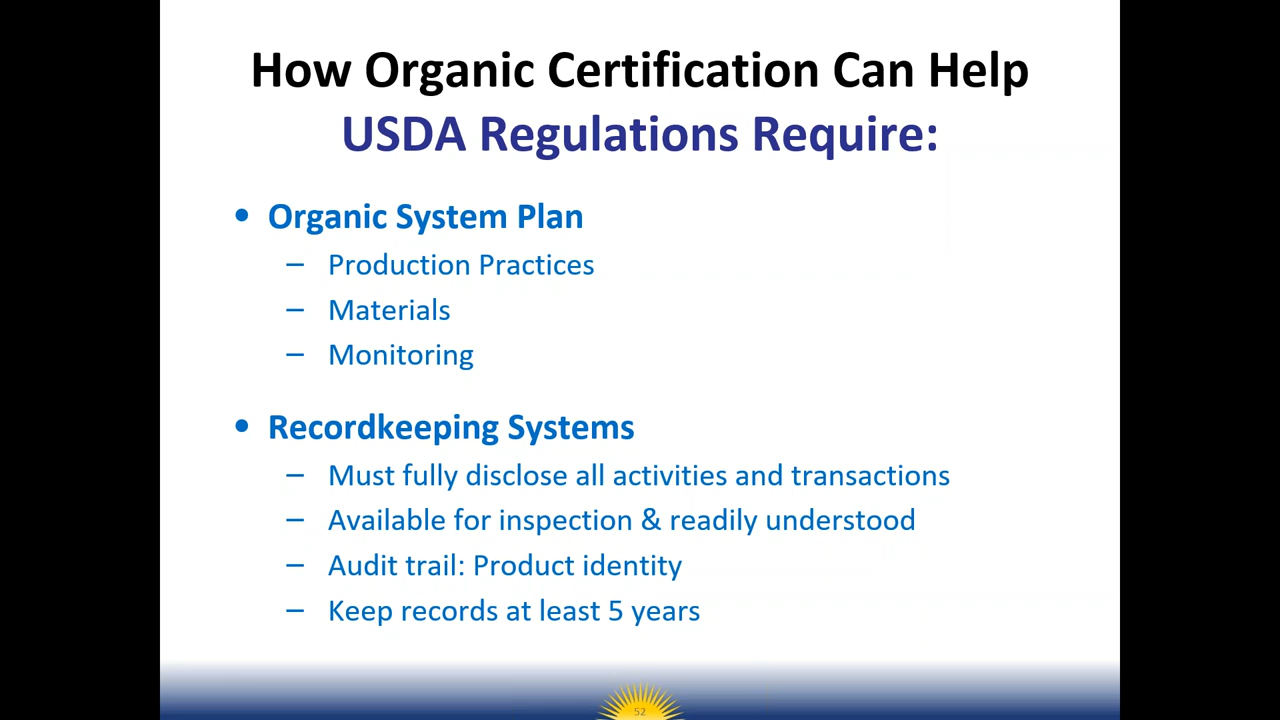 How Organic Certification Can Help
USDA Regulations Require:
• Organic System Plan
– Production Practices
– Materials
– Monitoring
• Recordkeeping Systems
– Must fully disclose all activities and transactions
– Available for inspection & readily understood
– Audit trail: Product identity
– Keep records at least 5 years
52